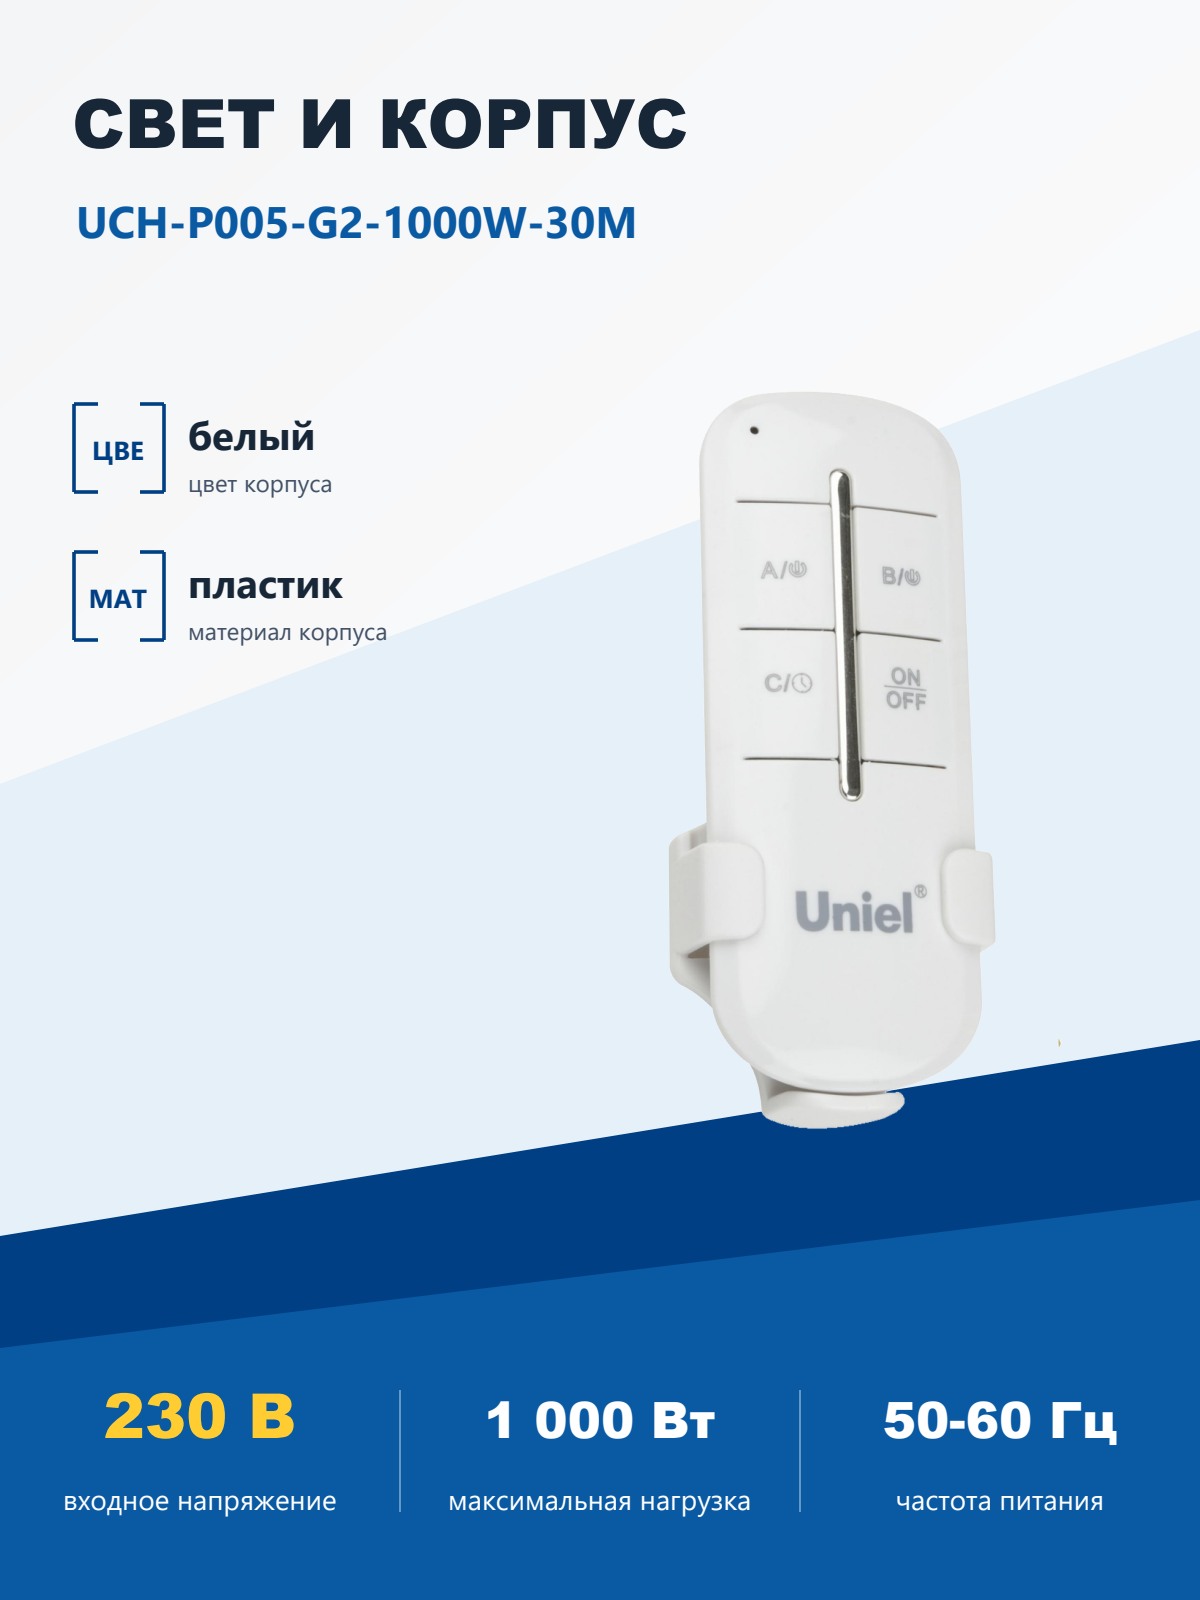 СВЕТ И КОРПУС
UCH-P005-G2-1000W-30M
ЦВЕ
белый
цвет корпуса
МАТ
пластик
материал корпуса
A/
B/
C/
ON
OFF
Uniel®
230 В
входное напряжение
1 000 Вт
максимальная нагрузка
50-60 Гц
частота питания